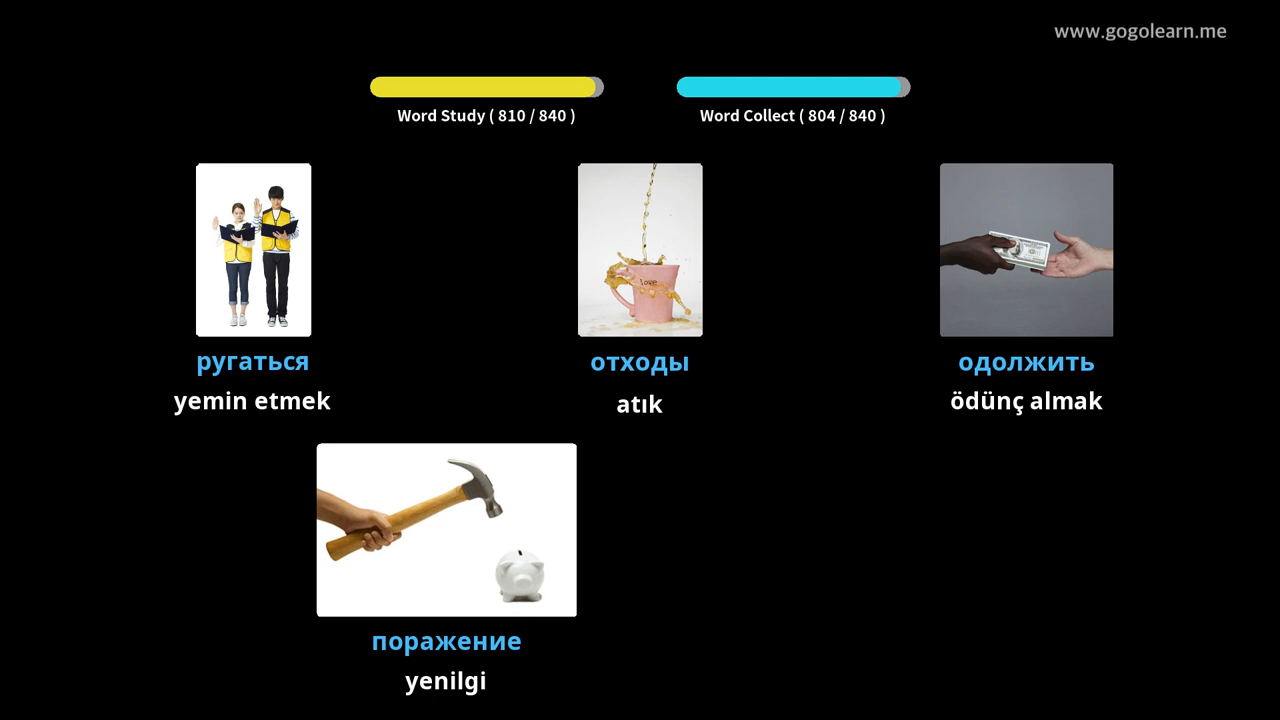 www.gogolearn.me
Word Study ( 810 / 840 )
Word Collect ( 804 / 840 )
love
ругаться
отходы
одолжить
yemin etmek
atık
ödünç almak
поражение
yenilgi